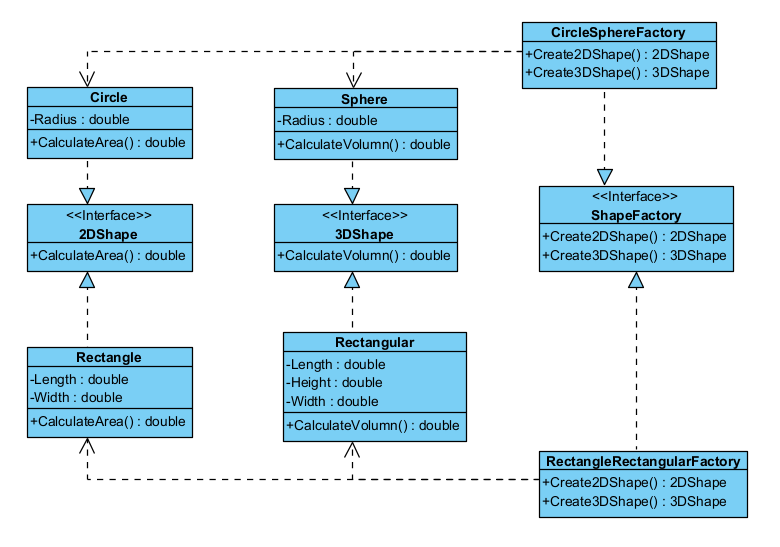 CircleSphereFactory
+Create2DShape() : 2DShape
+Create3DShape() : 3DShape
Circle
-Radius : double
+CalculateArea() : double
Sphere
-Radius : double
+CalculateVolumn() : double
<<Interface>>
2DShape
+CalculateArea() : double
<<Interface>>
3DShape
+CalculateVolumn() : double
<<Interface>>
ShapeFactory
+Create2DShape() : 2DShape
+Create3DShape() : 3DShape
Rectangle
-Length : double
-Width : double
+CalculateArea() : double
Rectangular
-Length : double
-Height : double
-Width : double
+CalculateVolumn() : double
RectangleRectangularFactory
+Create2DShape() : 2DShape
+Create3DShape() : 3DShape